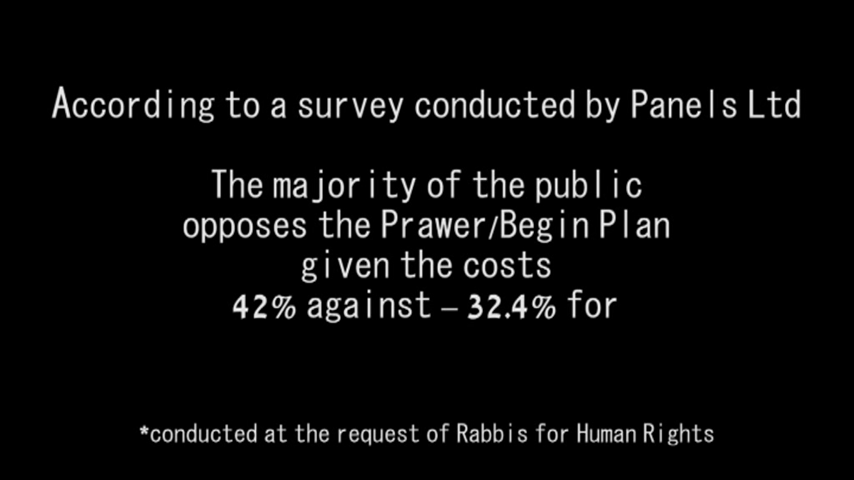 According to a survey conducted by Panels Ltd
The majority of the public
opposes the Prawer/Begin Plan
given the costs
42% against – 32.4% for
*conducted at the request of Rabbis for Human Rights